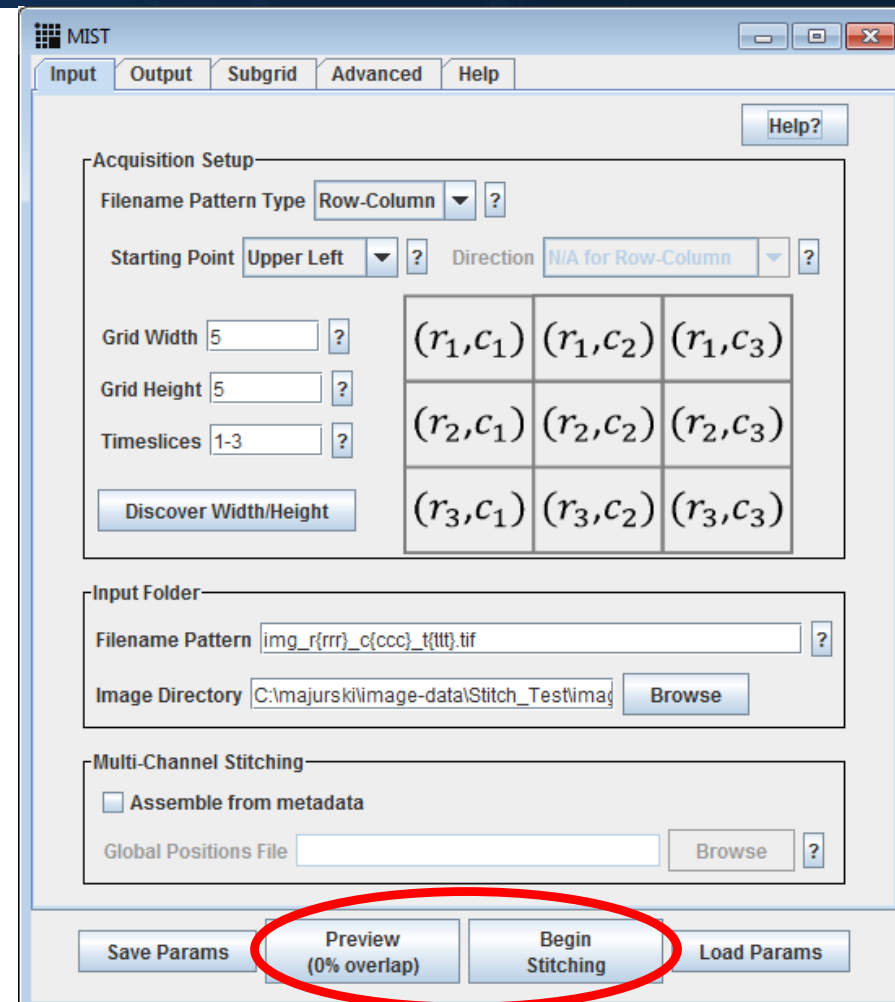 MIST
Input Output Subgrid Advanced Help
Help?
Acquisition Setup
Filename Pattern Type Row-Column ?
Starting Point Upper Left ? Direction N/A for Row-Column ?
Grid Width 5 ?
Grid Height 5 ?
Timeslices 1-3 ?
Discover Width/Height
(r₁,c₁) (r₁,c₂) (r₁,c₃)
(r₂,c₁) (r₂,c₂) (r₂,c₃)
(r₃,c₁) (r₃,c₂) (r₃,c₃)
Input Folder
Filename Pattern img_r{rrr}_c{ccc}_t{ttt}.tif ?
Image Directory C:\majurski\image-data\Stitch_Test\imag Browse
Multi-Channel Stitching
Assemble from metadata
Global Positions File Browse ?
Save Params Preview (0% overlap) Begin Stitching Load Params